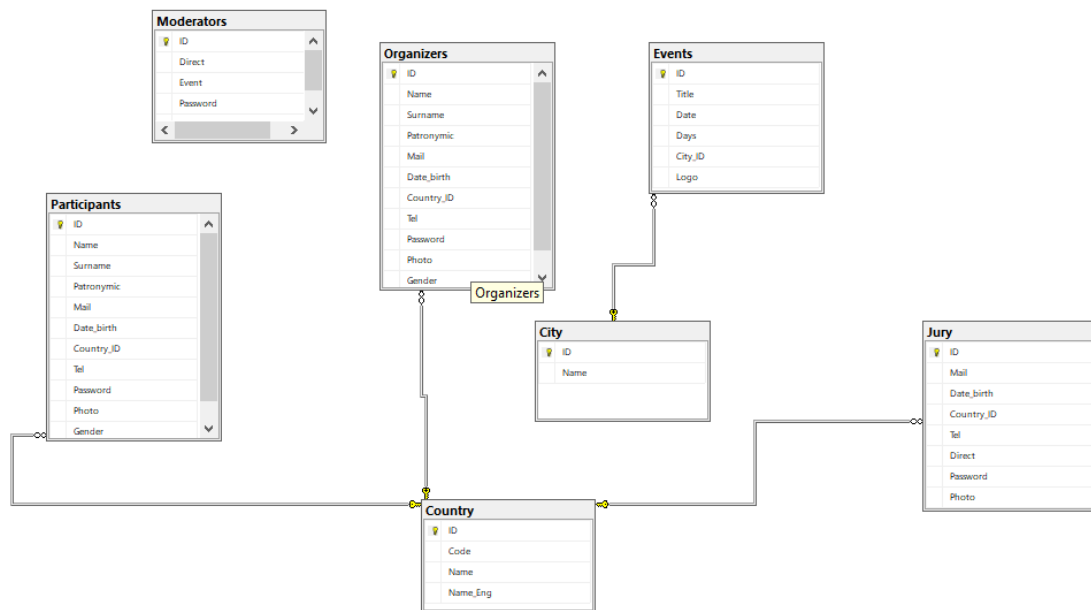 Moderators
ID
Direct
Event
Password
Organizers
ID
Name
Surname
Patronymic
Mail
Date_birth
Country_ID
Tel
Password
Photo
Gender
Organizers
Events
ID
Title
Date
Days
City_ID
Logo
Participants
ID
Name
Surname
Patronymic
Mail
Date_birth
Country_ID
Tel
Password
Photo
Gender
City
ID
Name
Jury
ID
Mail
Date_birth
Country_ID
Tel
Direct
Password
Photo
Country
ID
Code
Name
Name_Eng